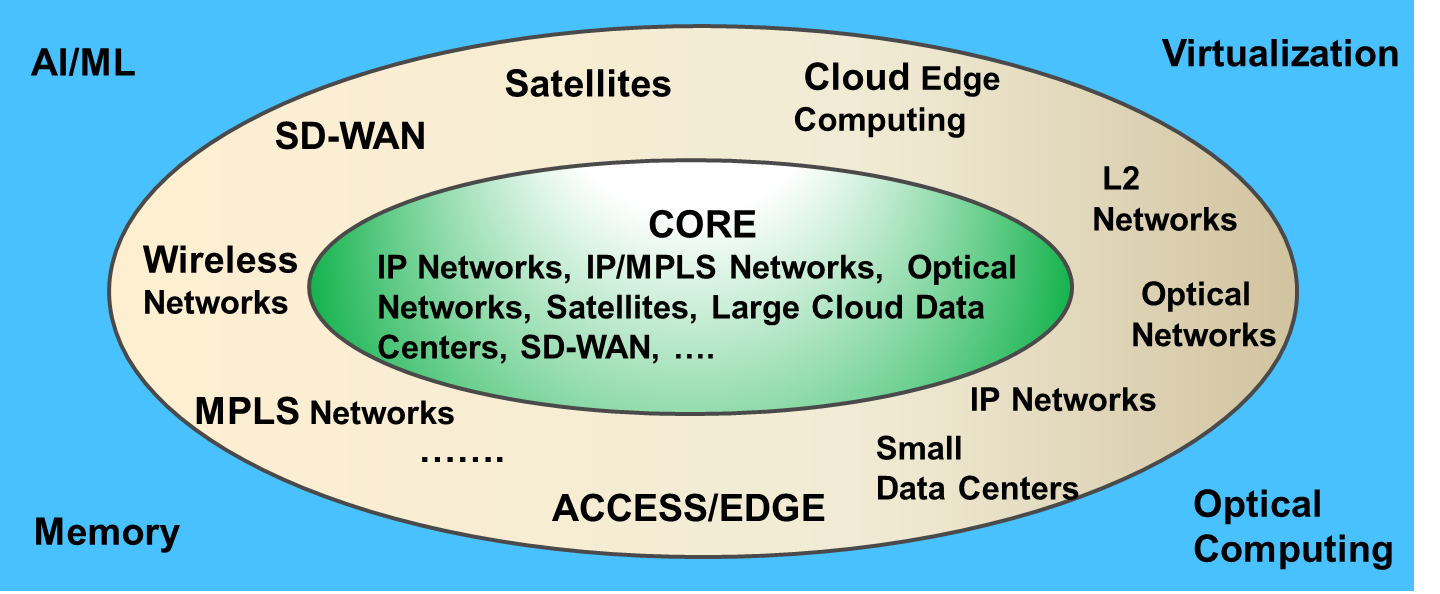 AI/ML
Virtualization
Satellites
Cloud Edge
Computing
SD-WAN
L2
Networks
CORE
IP Networks, IP/MPLS Networks, Optical
Networks, Satellites, Large Cloud Data
Centers, SD-WAN, ....
Wireless
Networks
Optical
Networks
MPLS Networks
.......
IP Networks
Small
Data Centers
ACCESS/EDGE
Memory
Optical
Computing